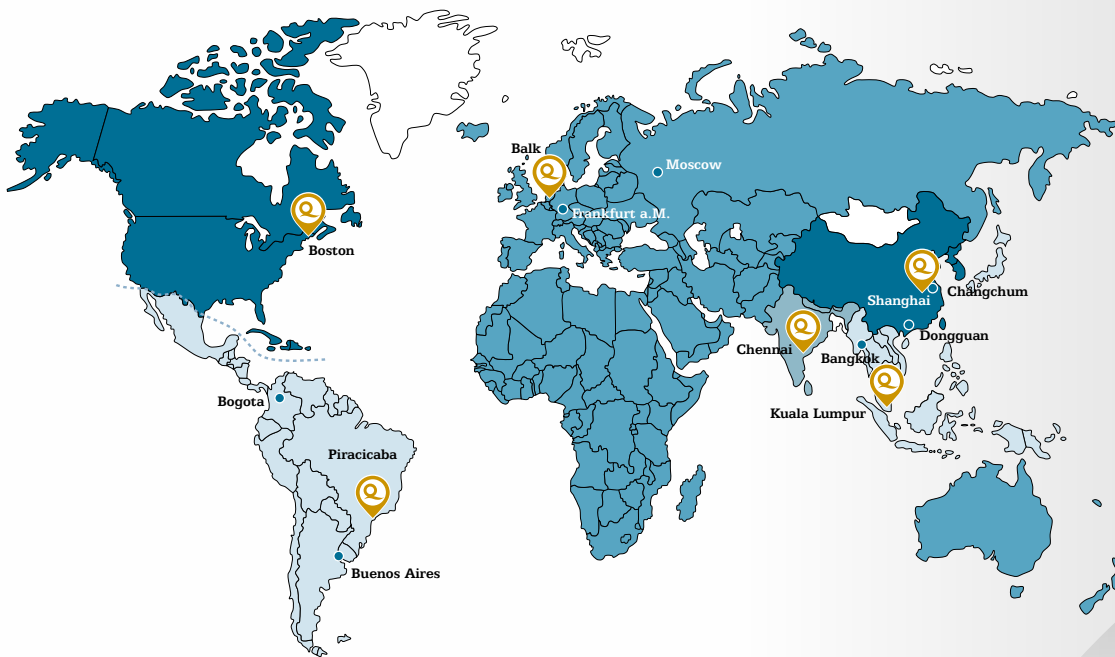 Balk
Moscow
Frankfurt a.M.
Boston
Changchum
Shanghai
Dongguan
Chennai
Bangkok
Bogota
Kuala Lumpur
Piracicaba
Buenos Aires